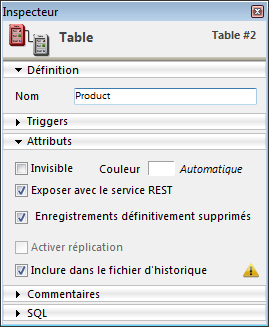 Inspecteur
Table
Table #2
Définition
Nom Product
Triggers
Attributs
Invisible Couleur Automatique
Exposer avec le service REST
Enregistrements définitivement supprimés
Activer réplication
Inclure dans le fichier d'historique
Commentaires
SQL